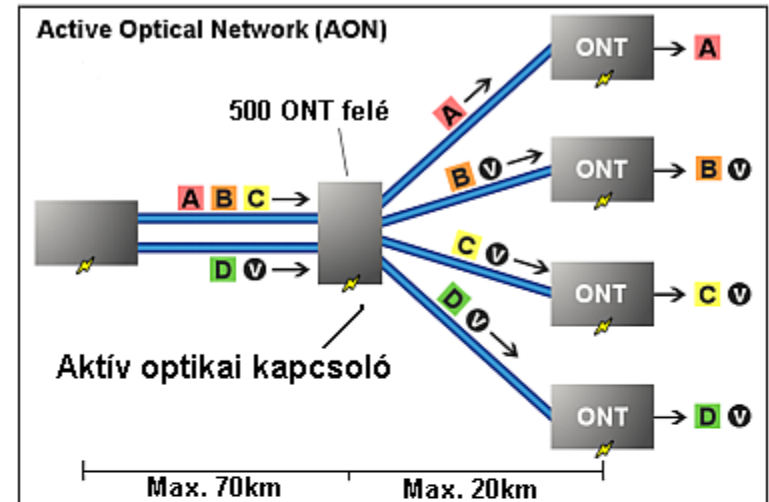 Active Optical Network (AON)
500 ONT felé
A B C
D V
A
B V
C V
D V
ONT A
ONT B V
ONT C V
ONT D V
Aktív optikai kapcsoló
Max. 70km
Max. 20km